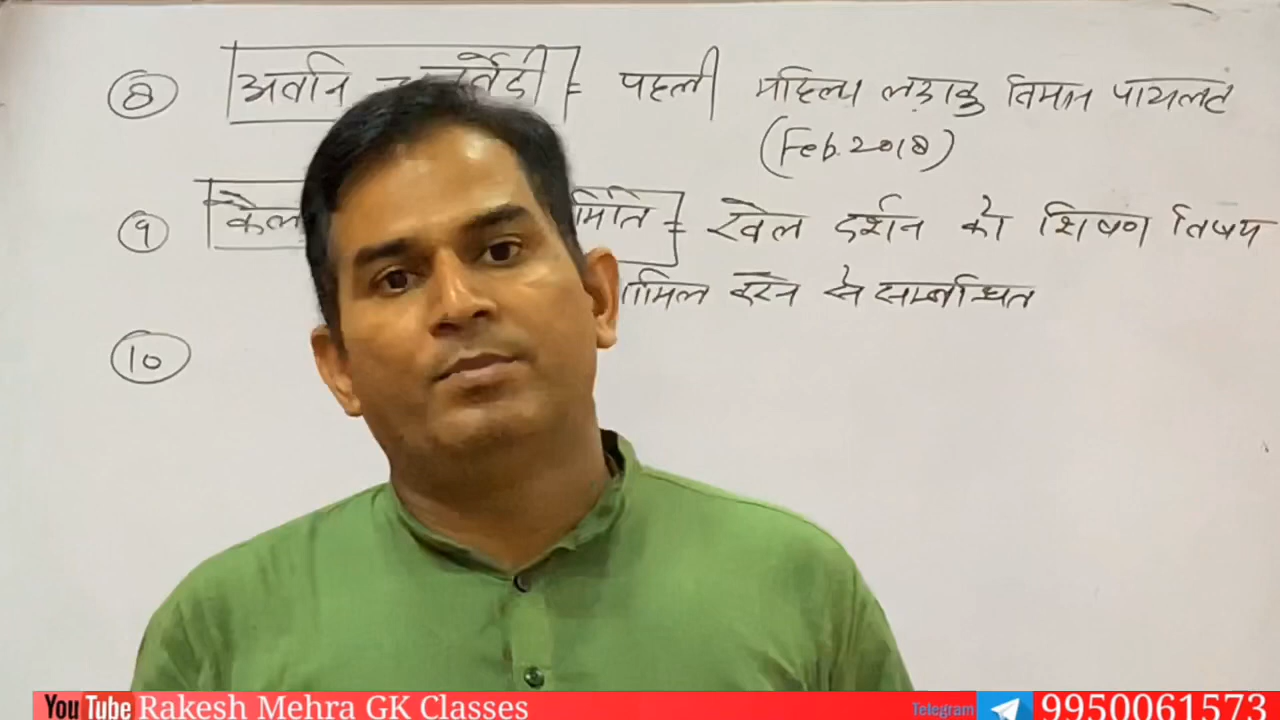 ⑧ अवनि चतुर्वेदी = पहली महिला लड़ाकु विमान पायलट
(Feb. 2018)
⑨ मिति = खेल दर्शन को शिक्षण विषय
शामिल करने से सम्बन्धित
⑩
YouTube Rakesh Mehra GK Classes Telegram 9950061573